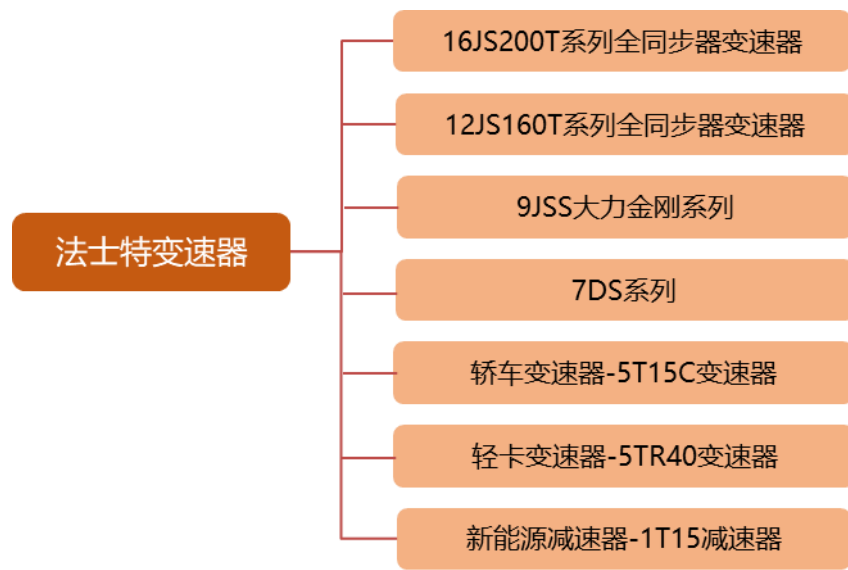 法士特变速器
16JS200T系列全同步器变速器
12JS160T系列全同步器变速器
9JSS大力金刚系列
7DS系列
轿车变速器-5T15C变速器
轻卡变速器-5TR40变速器
新能源减速器-1T15减速器